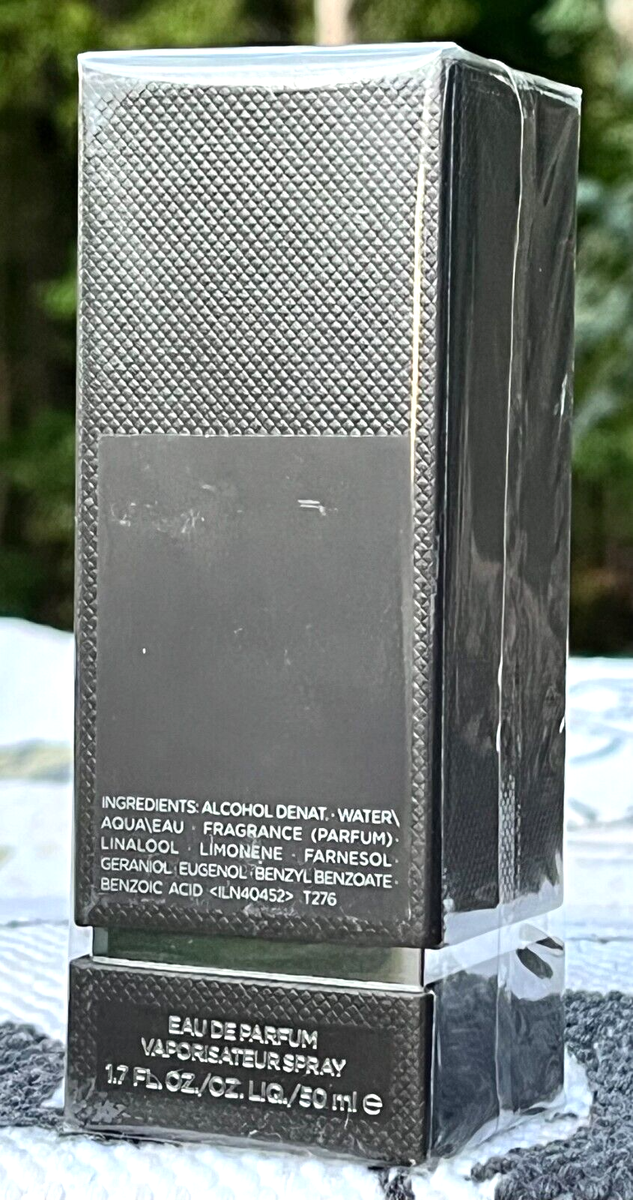 INGREDIENTS: ALCOHOL DENAT. · WATER\
AQUA\EAU · FRAGRANCE (PARFUM) ·
LINALOOL · LIMONENE · FARNESOL ·
GERANIOL · EUGENOL · BENZYL BENZOATE ·
BENZOIC ACID <ILN40452> T276
EAU DE PARFUM
VAPORISATEUR SPRAY
1.7 FL.OZ./OZ. LIQ./50 ml e